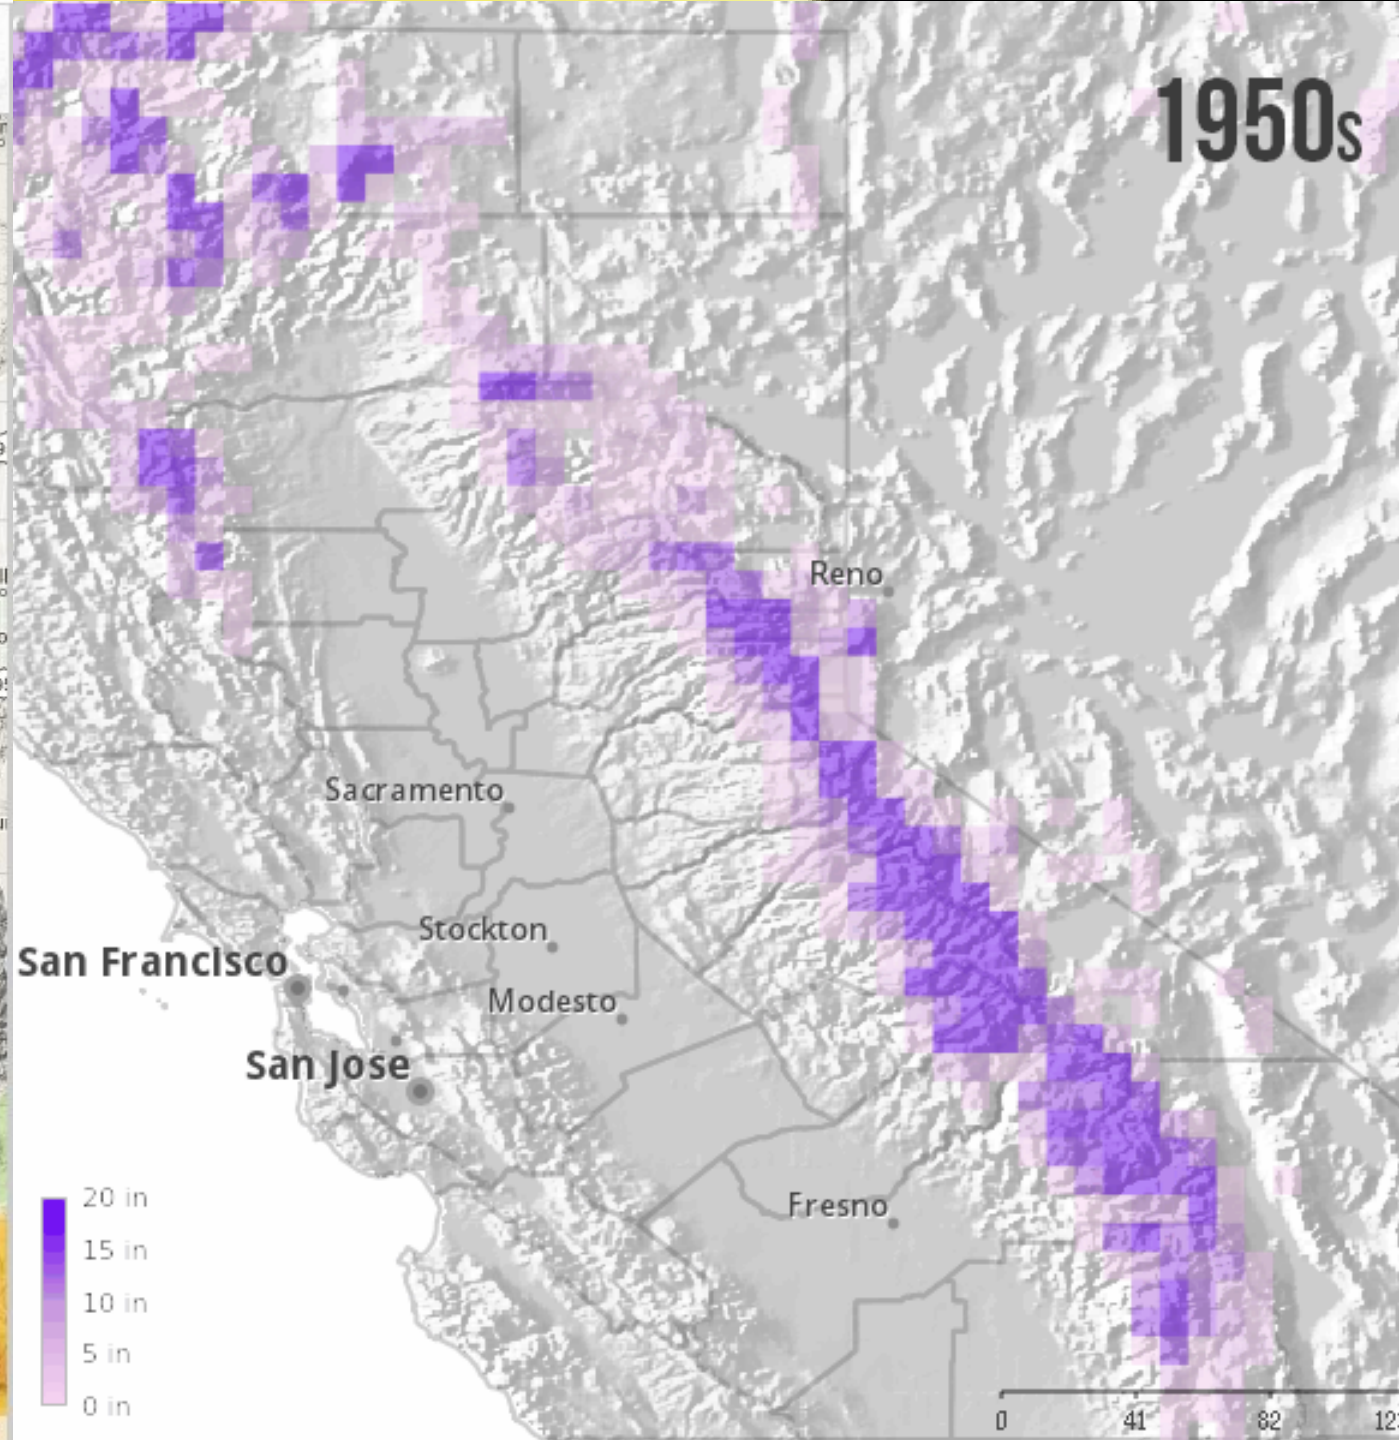 1950s
Reno
Sacramento
Stockton
San Francisco
Modesto
San Jose
Fresno
20 in
15 in
10 in
5 in
0 in
0 41 82